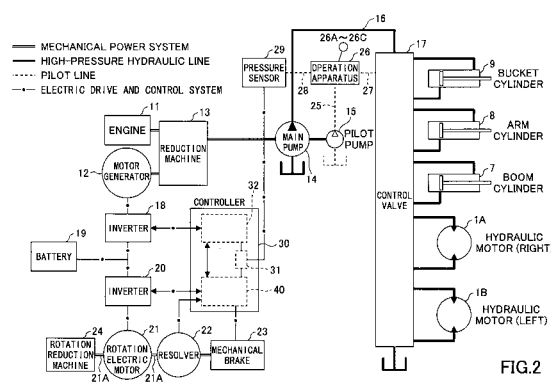 MECHANICAL POWER SYSTEM
HIGH-PRESSURE HYDRAULIC LINE
PILOT LINE
ELECTRIC DRIVE AND CONTROL SYSTEM
16
26A～26C
29
26
17
PRESSURE SENSOR
OPERATION APPARATUS
28
27
25
9
BUCKET CYLINDER
11
ENGINE
13
REDUCTION MACHINE
MAIN PUMP
14
15
PILOT PUMP
8
ARM CYLINDER
12
MOTOR GENERATOR
7
BOOM CYLINDER
CONTROL VALVE
18
INVERTER
CONTROLLER
32
30
31
40
19
BATTERY
20
INVERTER
1A
HYDRAULIC MOTOR (RIGHT
1B
HYDRAULIC MOTOR (LEFT)
24
ROTATION REDUCTION MACHINE
21
ROTATION ELECTRIC MOTOR
22
RESOLVER
23
MECHANICAL BRAKE
21A
21A
FIG.2